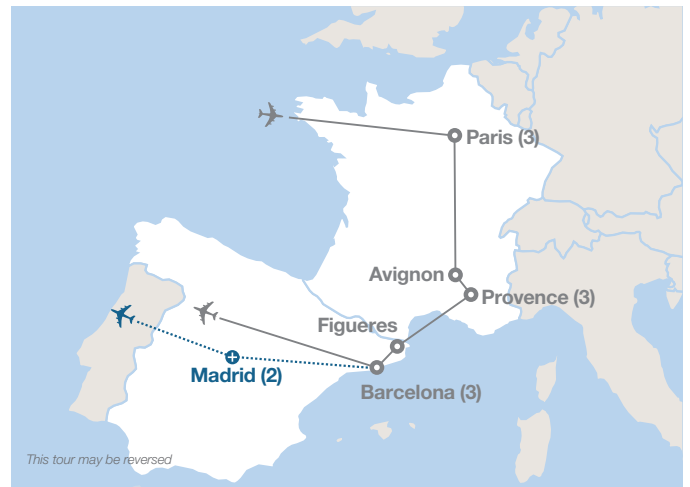 Paris (3)
Avignon
Provence (3)
Figueres
Madrid (2)
Barcelona (3)
This tour may be reversed